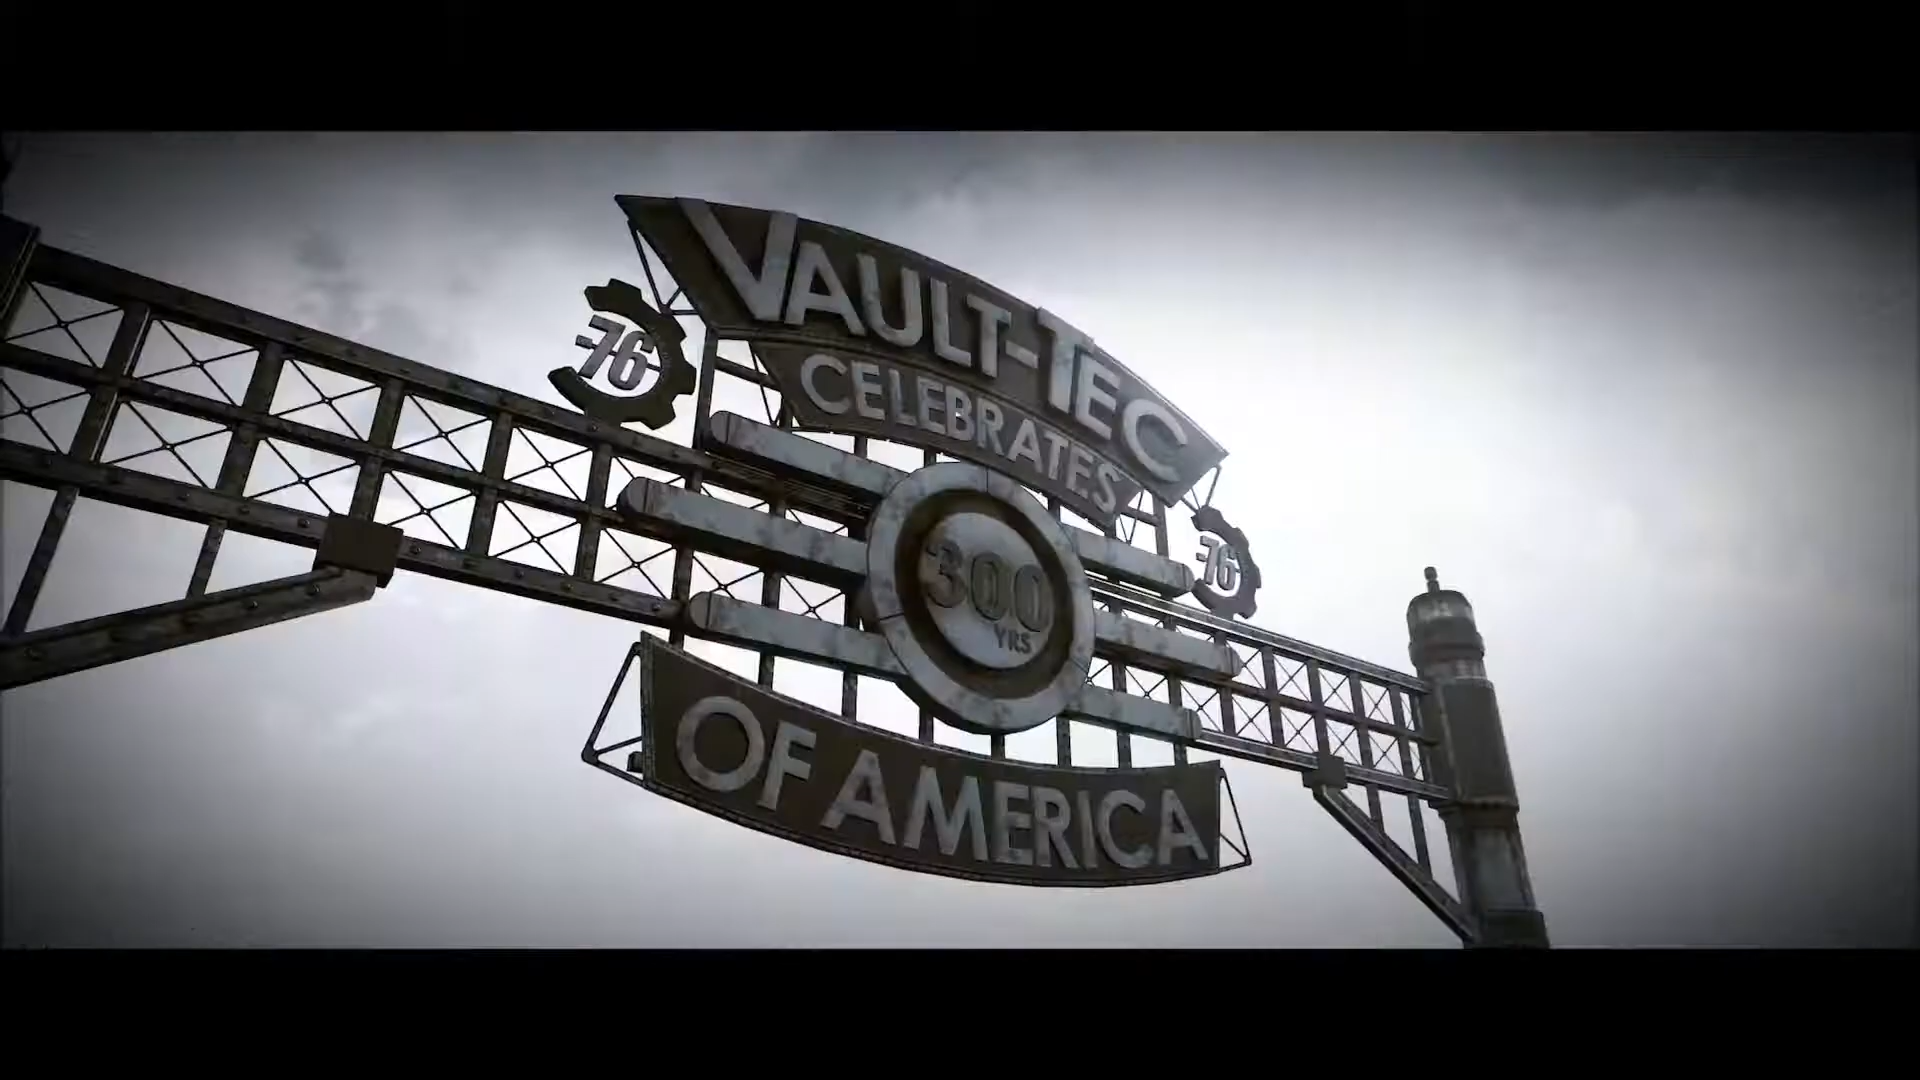 VAULT-TEC
76
CELEBRATES
76
300
YRS
OF AMERICA